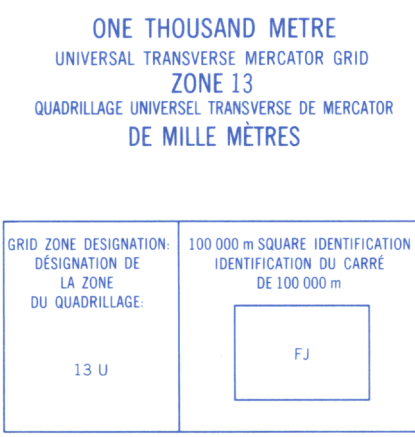 ONE THOUSAND METRE
UNIVERSAL TRANSVERSE MERCATOR GRID
ZONE 13
QUADRILLAGE UNIVERSEL TRANSVERSE DE MERCATOR
DE MILLE MÈTRES
GRID ZONE DESIGNATION:
DÉSIGNATION DE
LA ZONE
DU QUADRILLAGE:
13 U
100 000 m SQUARE IDENTIFICATION
IDENTIFICATION DU CARRÉ
DE 100 000 m
FJ